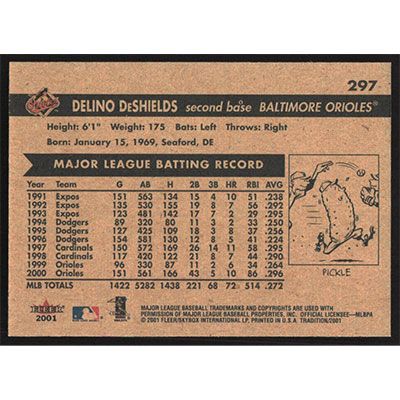 297
Orioles
DELINO DeSHIELDS second base BALTIMORE ORIOLES®
Height: 6'1" Weight: 175 Bats: Left Throws: Right
Born: January 15, 1969, Seaford, DE
MAJOR LEAGUE BATTING RECORD
Year Team G AB H 2B 3B HR RBI AVG
1991 Expos 151 563 134 15 4 10 51 .238
1992 Expos 135 530 155 19 8 7 56 .292
1993 Expos 123 481 142 17 7 2 29 .295
1994 Dodgers 89 320 80 11 3 2 33 .250
1995 Dodgers 127 425 109 18 3 8 37 .256
1996 Dodgers 154 581 130 12 8 5 41 .224
1997 Cardinals 150 572 169 26 14 11 58 .295
1998 Cardinals 117 420 122 21 8 7 44 .290
1999 Orioles 96 330 87 11 2 6 34 .264
2000 Orioles 151 561 166 43 5 10 86 .296
MLB TOTALS 1422 5282 1438 221 68 72 514 .272
PICKLE
FLEER
2001
MAJOR LEAGUE BASEBALL TRADEMARKS AND COPYRIGHTS ARE USED WITH
PERMISSION OF MAJOR LEAGUE BASEBALL PROPERTIES, INC. OFFICIAL LICENSEE—MLBPA
© 2001 FLEER/SKYBOX INTERNATIONAL LP. PRINTED IN U.S.A. TRADITION/2001